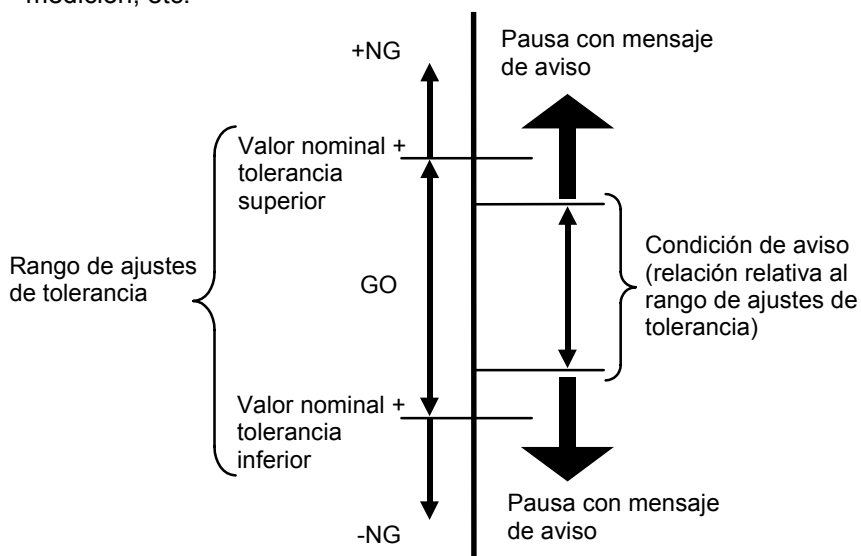 medición, etc.
+NG
Pausa con mensaje
de aviso
Valor nominal +
tolerancia
superior
Rango de ajustes
de tolerancia
GO
Condición de aviso
(relación relativa al
rango de ajustes de
tolerancia)
Valor nominal +
tolerancia
inferior
-NG
Pausa con mensaje
de aviso